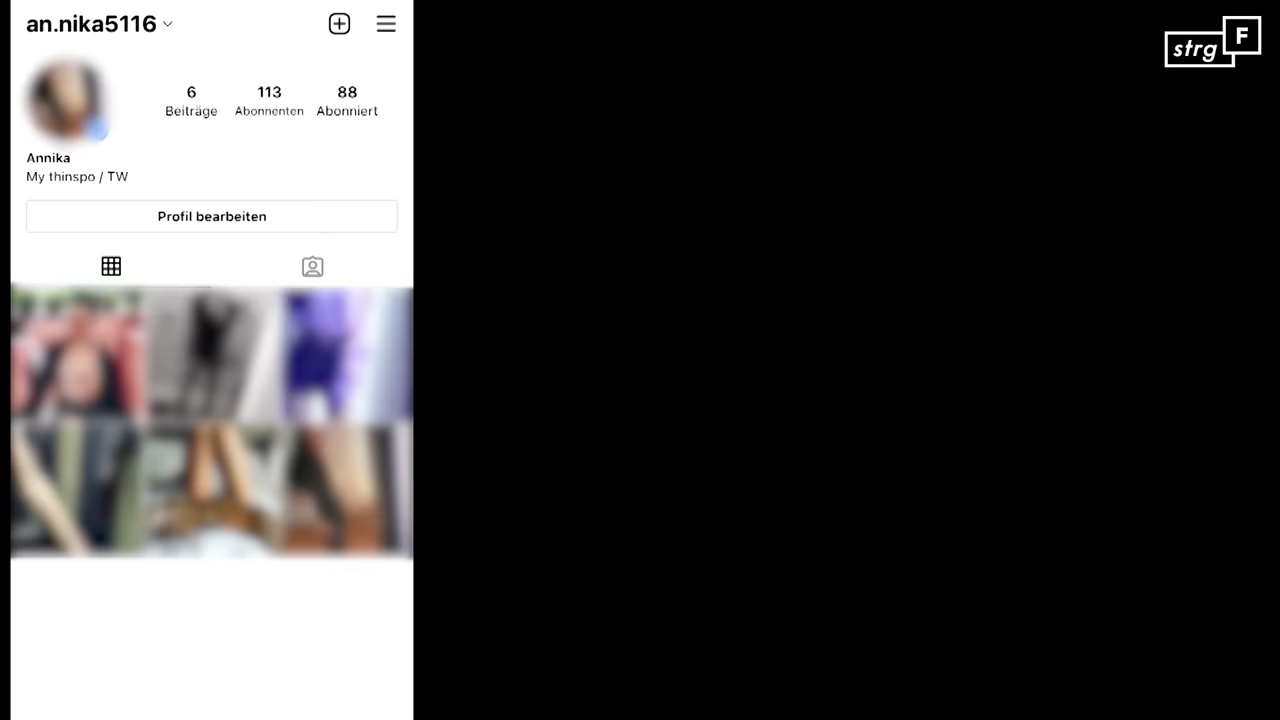 an.nika5116
strg F
6 113 88
Beiträge Abonnenten Abonniert
Annika
My thinspo / TW
Profil bearbeiten